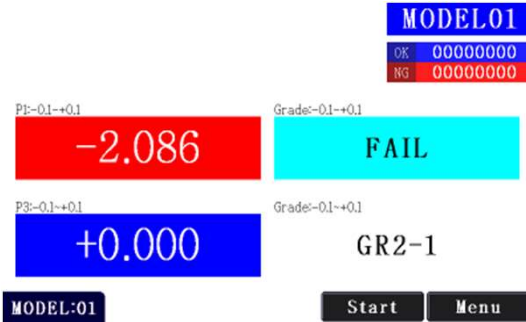 MODEL01
OK 00000000
NG 00000000
P1:-0.1~+0.1 Grade:-0.1~+0.1
-2.086 FAIL
P3:-0.1~+0.1 Grade:-0.1~+0.1
+0.000 GR2-1
MODEL:01 Start Menu